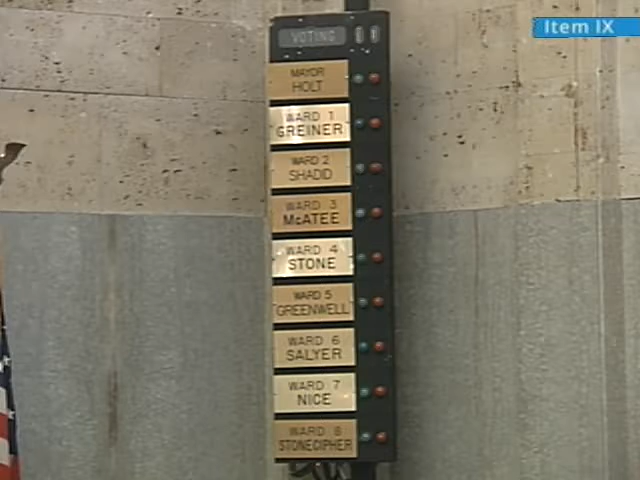 Item IX
VOTING
MAYOR
HOLT
WARD 1
GREINER
WARD 2
SHADID
WARD 3
McATEE
WARD 4
STONE
WARD 5
GREENWELL
WARD 6
SALYER
WARD 7
NICE
WARD 8
STONECIPHER